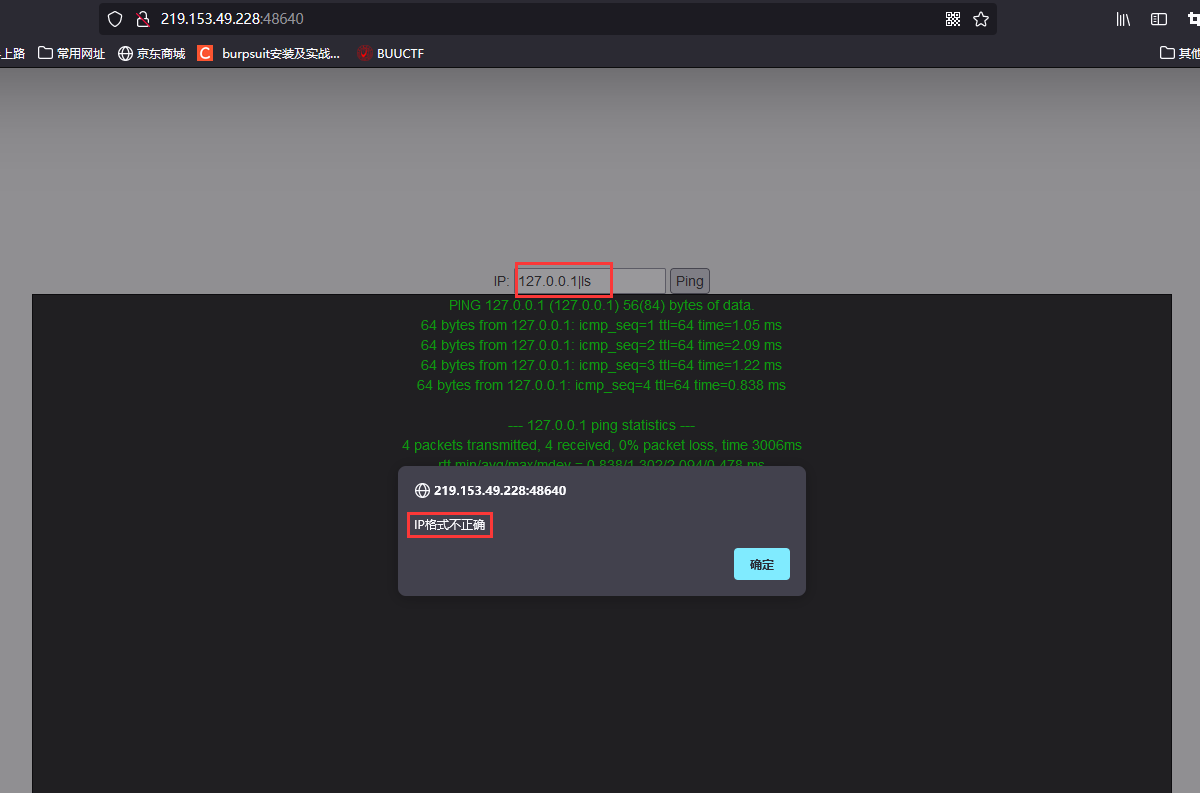 219.153.49.228:48640
上路 常用网址 京东商城 C burpsuit安装及实战... BUUCTF 其他
IP: 127.0.0.1|ls Ping
PING 127.0.0.1 (127.0.0.1) 56(84) bytes of data.
64 bytes from 127.0.0.1: icmp_seq=1 ttl=64 time=1.05 ms
64 bytes from 127.0.0.1: icmp_seq=2 ttl=64 time=2.09 ms
64 bytes from 127.0.0.1: icmp_seq=3 ttl=64 time=1.22 ms
64 bytes from 127.0.0.1: icmp_seq=4 ttl=64 time=0.838 ms
--- 127.0.0.1 ping statistics ---
4 packets transmitted, 4 received, 0% packet loss, time 3006ms
rtt min/avg/max/mdev = 0.838/1.302/2.094/0.478 ms
219.153.49.228:48640
IP格式不正确
确定